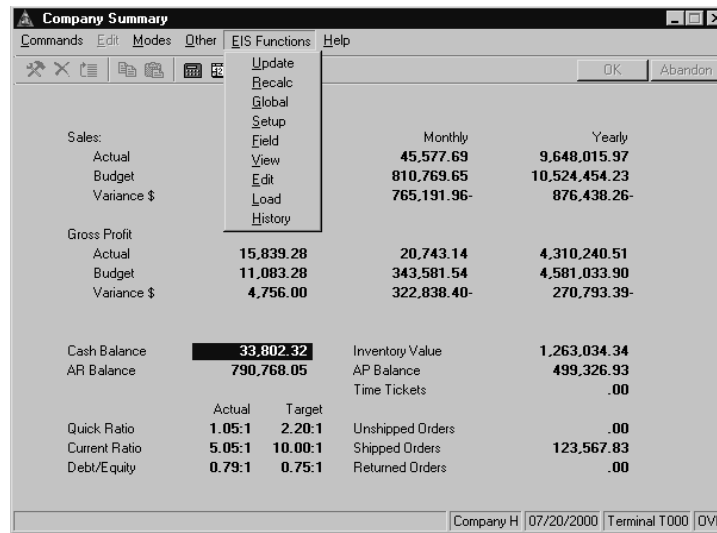 Company Summary
Commands Edit Modes Other EIS Functions Help
OK Abandon
Update
Recalc
Global
Setup
Field
View
Edit
Load
History
Sales: Monthly Yearly
Actual 45,577.69 9,648,015.97
Budget 810,769.65 10,524,454.23
Variance $ 765,191.96- 876,438.26-
Gross Profit
Actual 15,839.28 20,743.14 4,310,240.51
Budget 11,083.28 343,581.54 4,581,033.90
Variance $ 4,756.00 322,838.40- 270,793.39-
Cash Balance 33,802.32 Inventory Value 1,263,034.34
AR Balance 790,768.05 AP Balance 499,326.93
Time Tickets .00
Actual Target
Quick Ratio 1.05:1 2.20:1 Unshipped Orders .00
Current Ratio 5.05:1 10.00:1 Shipped Orders 123,567.83
Debt/Equity 0.79:1 0.75:1 Returned Orders .00
Company H 07/20/2000 Terminal T000